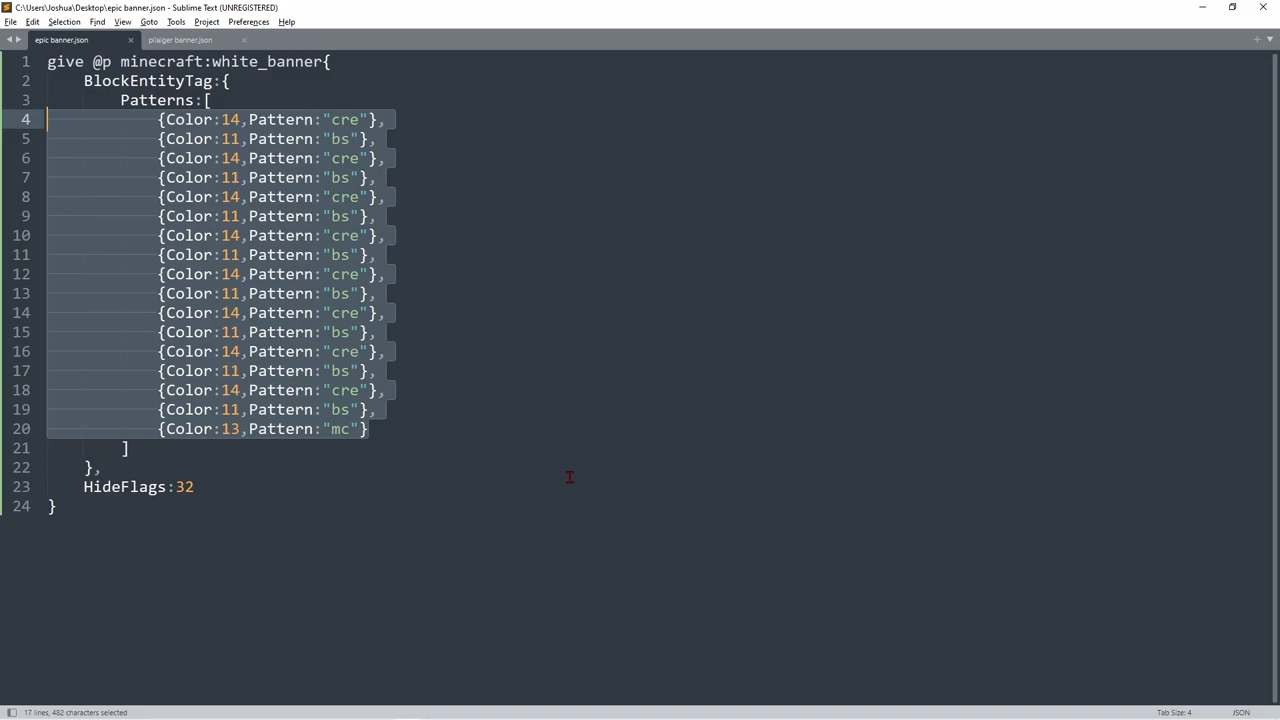 C:\Users\Joshua\Desktop\epic banner.json - Sublime Text (UNREGISTERED)
File Edit Selection Find View Goto Tools Project Preferences Help
epic banner.json pilaiger banner.json
1 give @p minecraft:white_banner{
2 BlockEntityTag:{
3 Patterns:[
4 {Color:14,Pattern:"cre"},
5 {Color:11,Pattern:"bs"},
6 {Color:14,Pattern:"cre"},
7 {Color:11,Pattern:"bs"},
8 {Color:14,Pattern:"cre"},
9 {Color:11,Pattern:"bs"},
10 {Color:14,Pattern:"cre"},
11 {Color:11,Pattern:"bs"},
12 {Color:14,Pattern:"cre"},
13 {Color:11,Pattern:"bs"},
14 {Color:14,Pattern:"cre"},
15 {Color:11,Pattern:"bs"},
16 {Color:14,Pattern:"cre"},
17 {Color:11,Pattern:"bs"},
18 {Color:14,Pattern:"cre"},
19 {Color:11,Pattern:"bs"},
20 {Color:13,Pattern:"mc"}
21 ]
22 },
23 HideFlags:32
24 }
17 lines, 482 characters selected Tab Size: 4 JSON